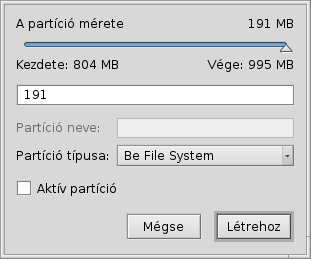 A partíció mérete 191 MB
Kezdete: 804 MB Vége: 995 MB
191
Partíció neve:
Partíció típusa: Be File System
Aktív partíció
Mégse Létrehoz